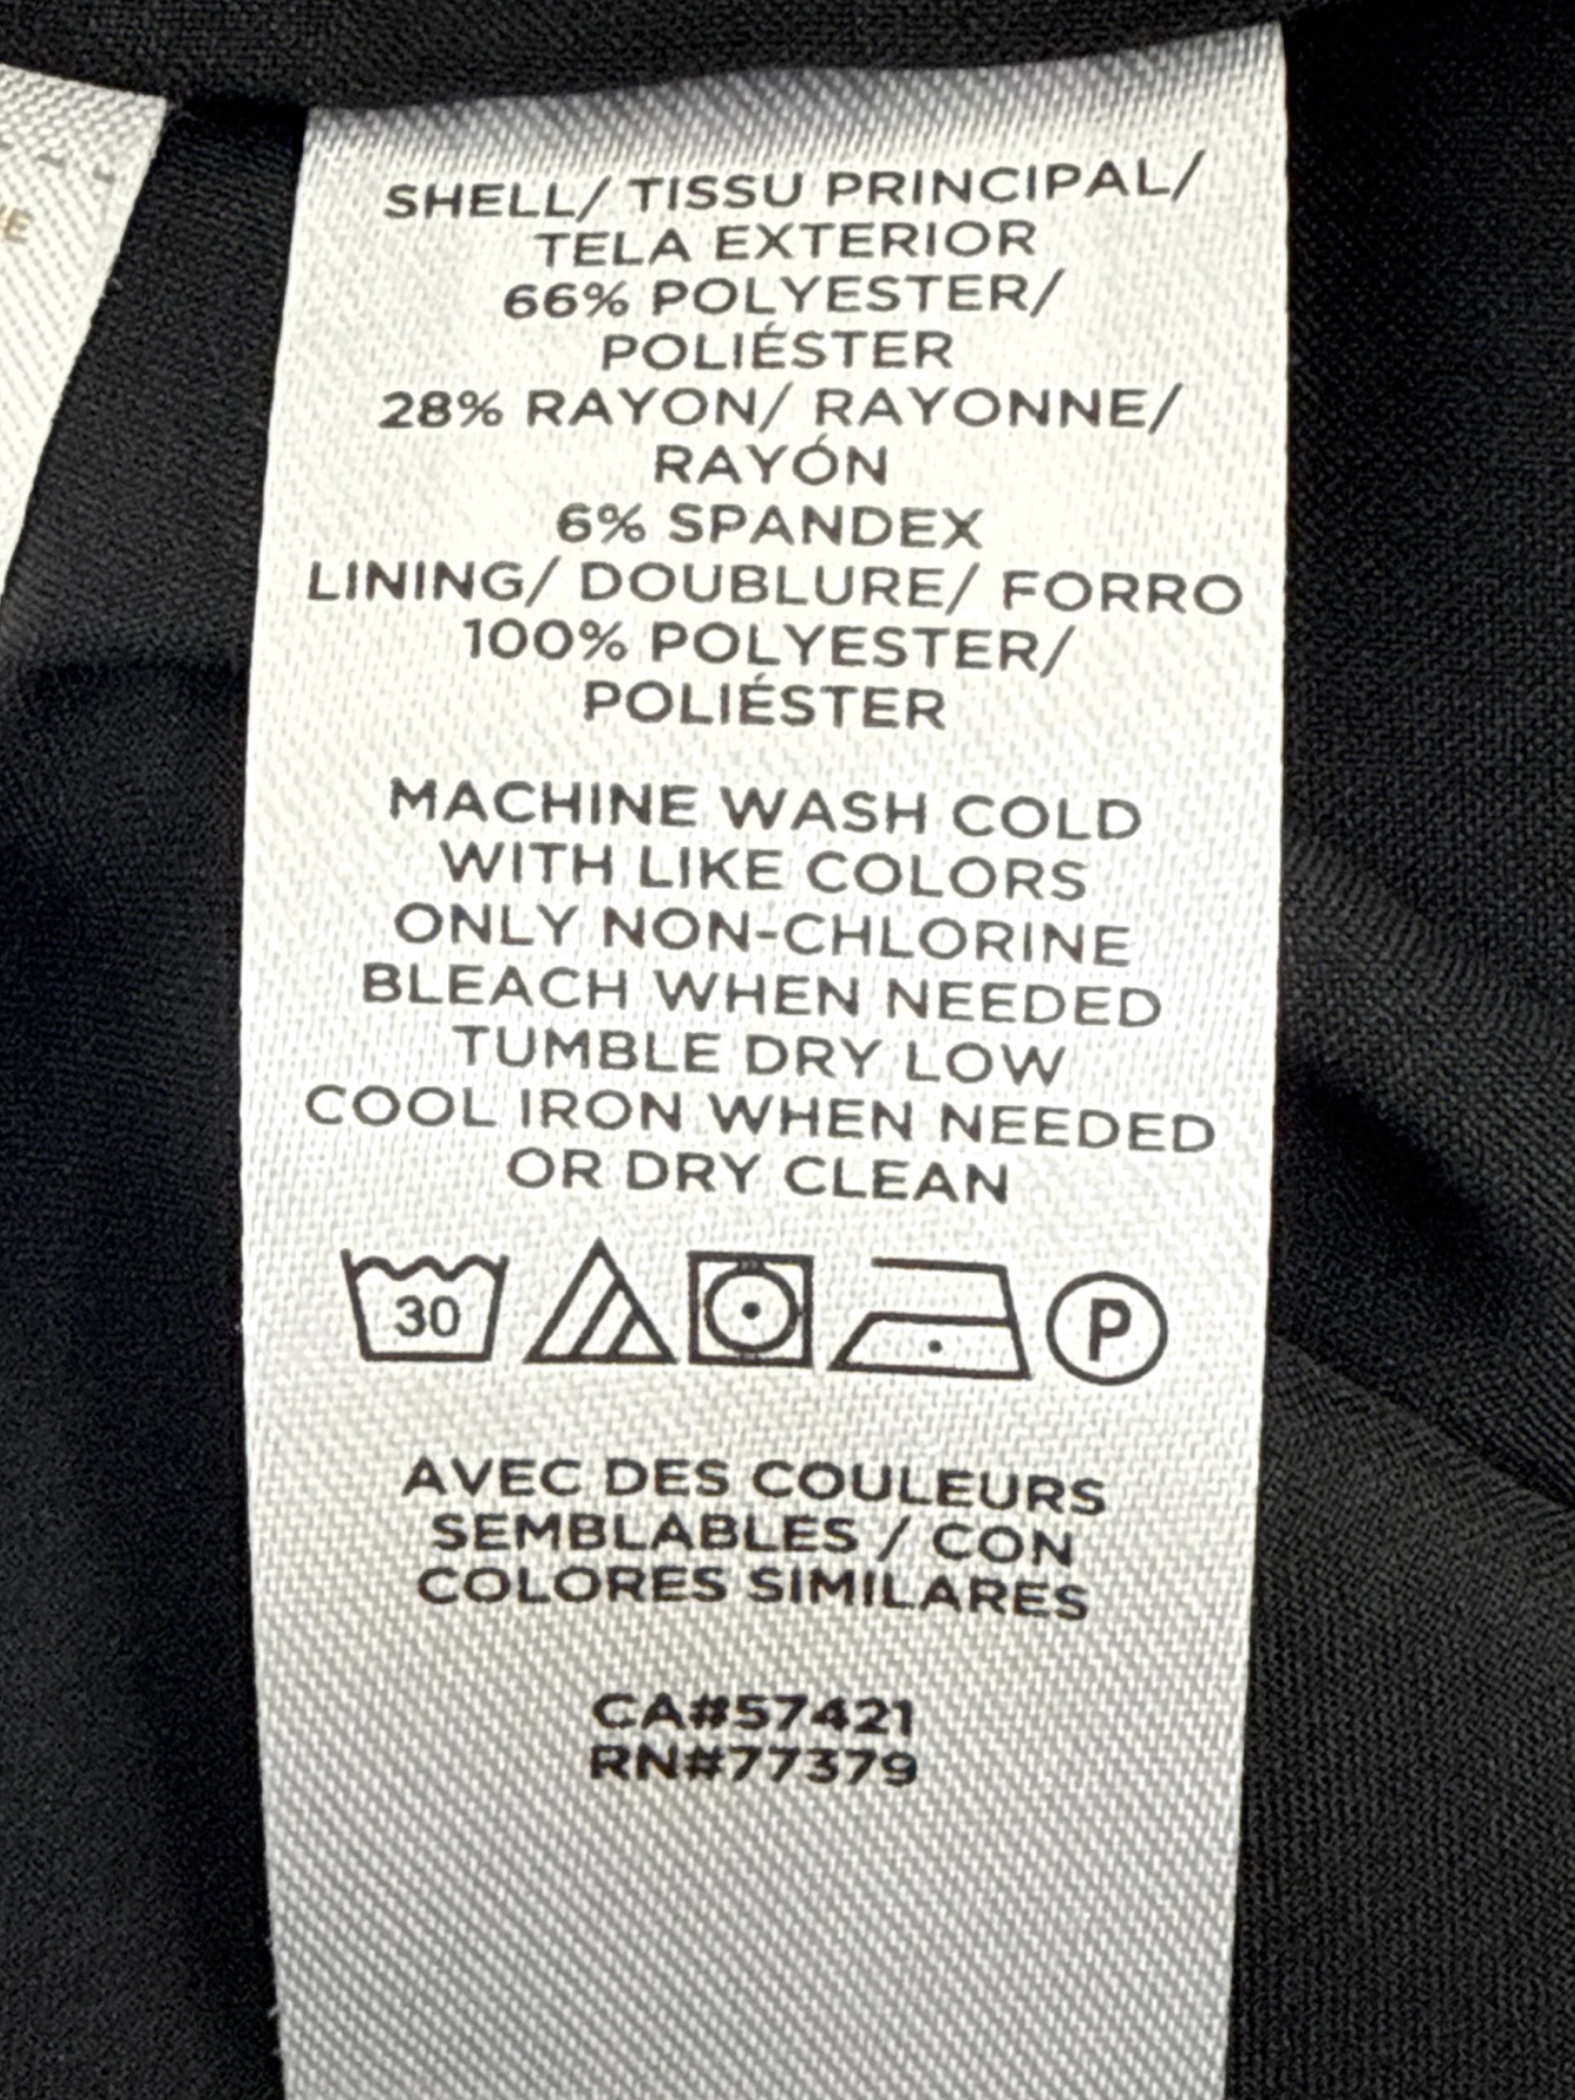 SHELL/ TISSU PRINCIPAL/
TELA EXTERIOR
66% POLYESTER/
POLIÉSTER
28% RAYON/ RAYONNE/
RAYÓN
6% SPANDEX
LINING/ DOUBLURE/ FORRO
100% POLYESTER/
POLIÉSTER
MACHINE WASH COLD
WITH LIKE COLORS
ONLY NON-CHLORINE
BLEACH WHEN NEEDED
TUMBLE DRY LOW
COOL IRON WHEN NEEDED
OR DRY CLEAN
30 P
AVEC DES COULEURS
SEMBLABLES / CON
COLORES SIMILARES
CA#57421
RN#77379